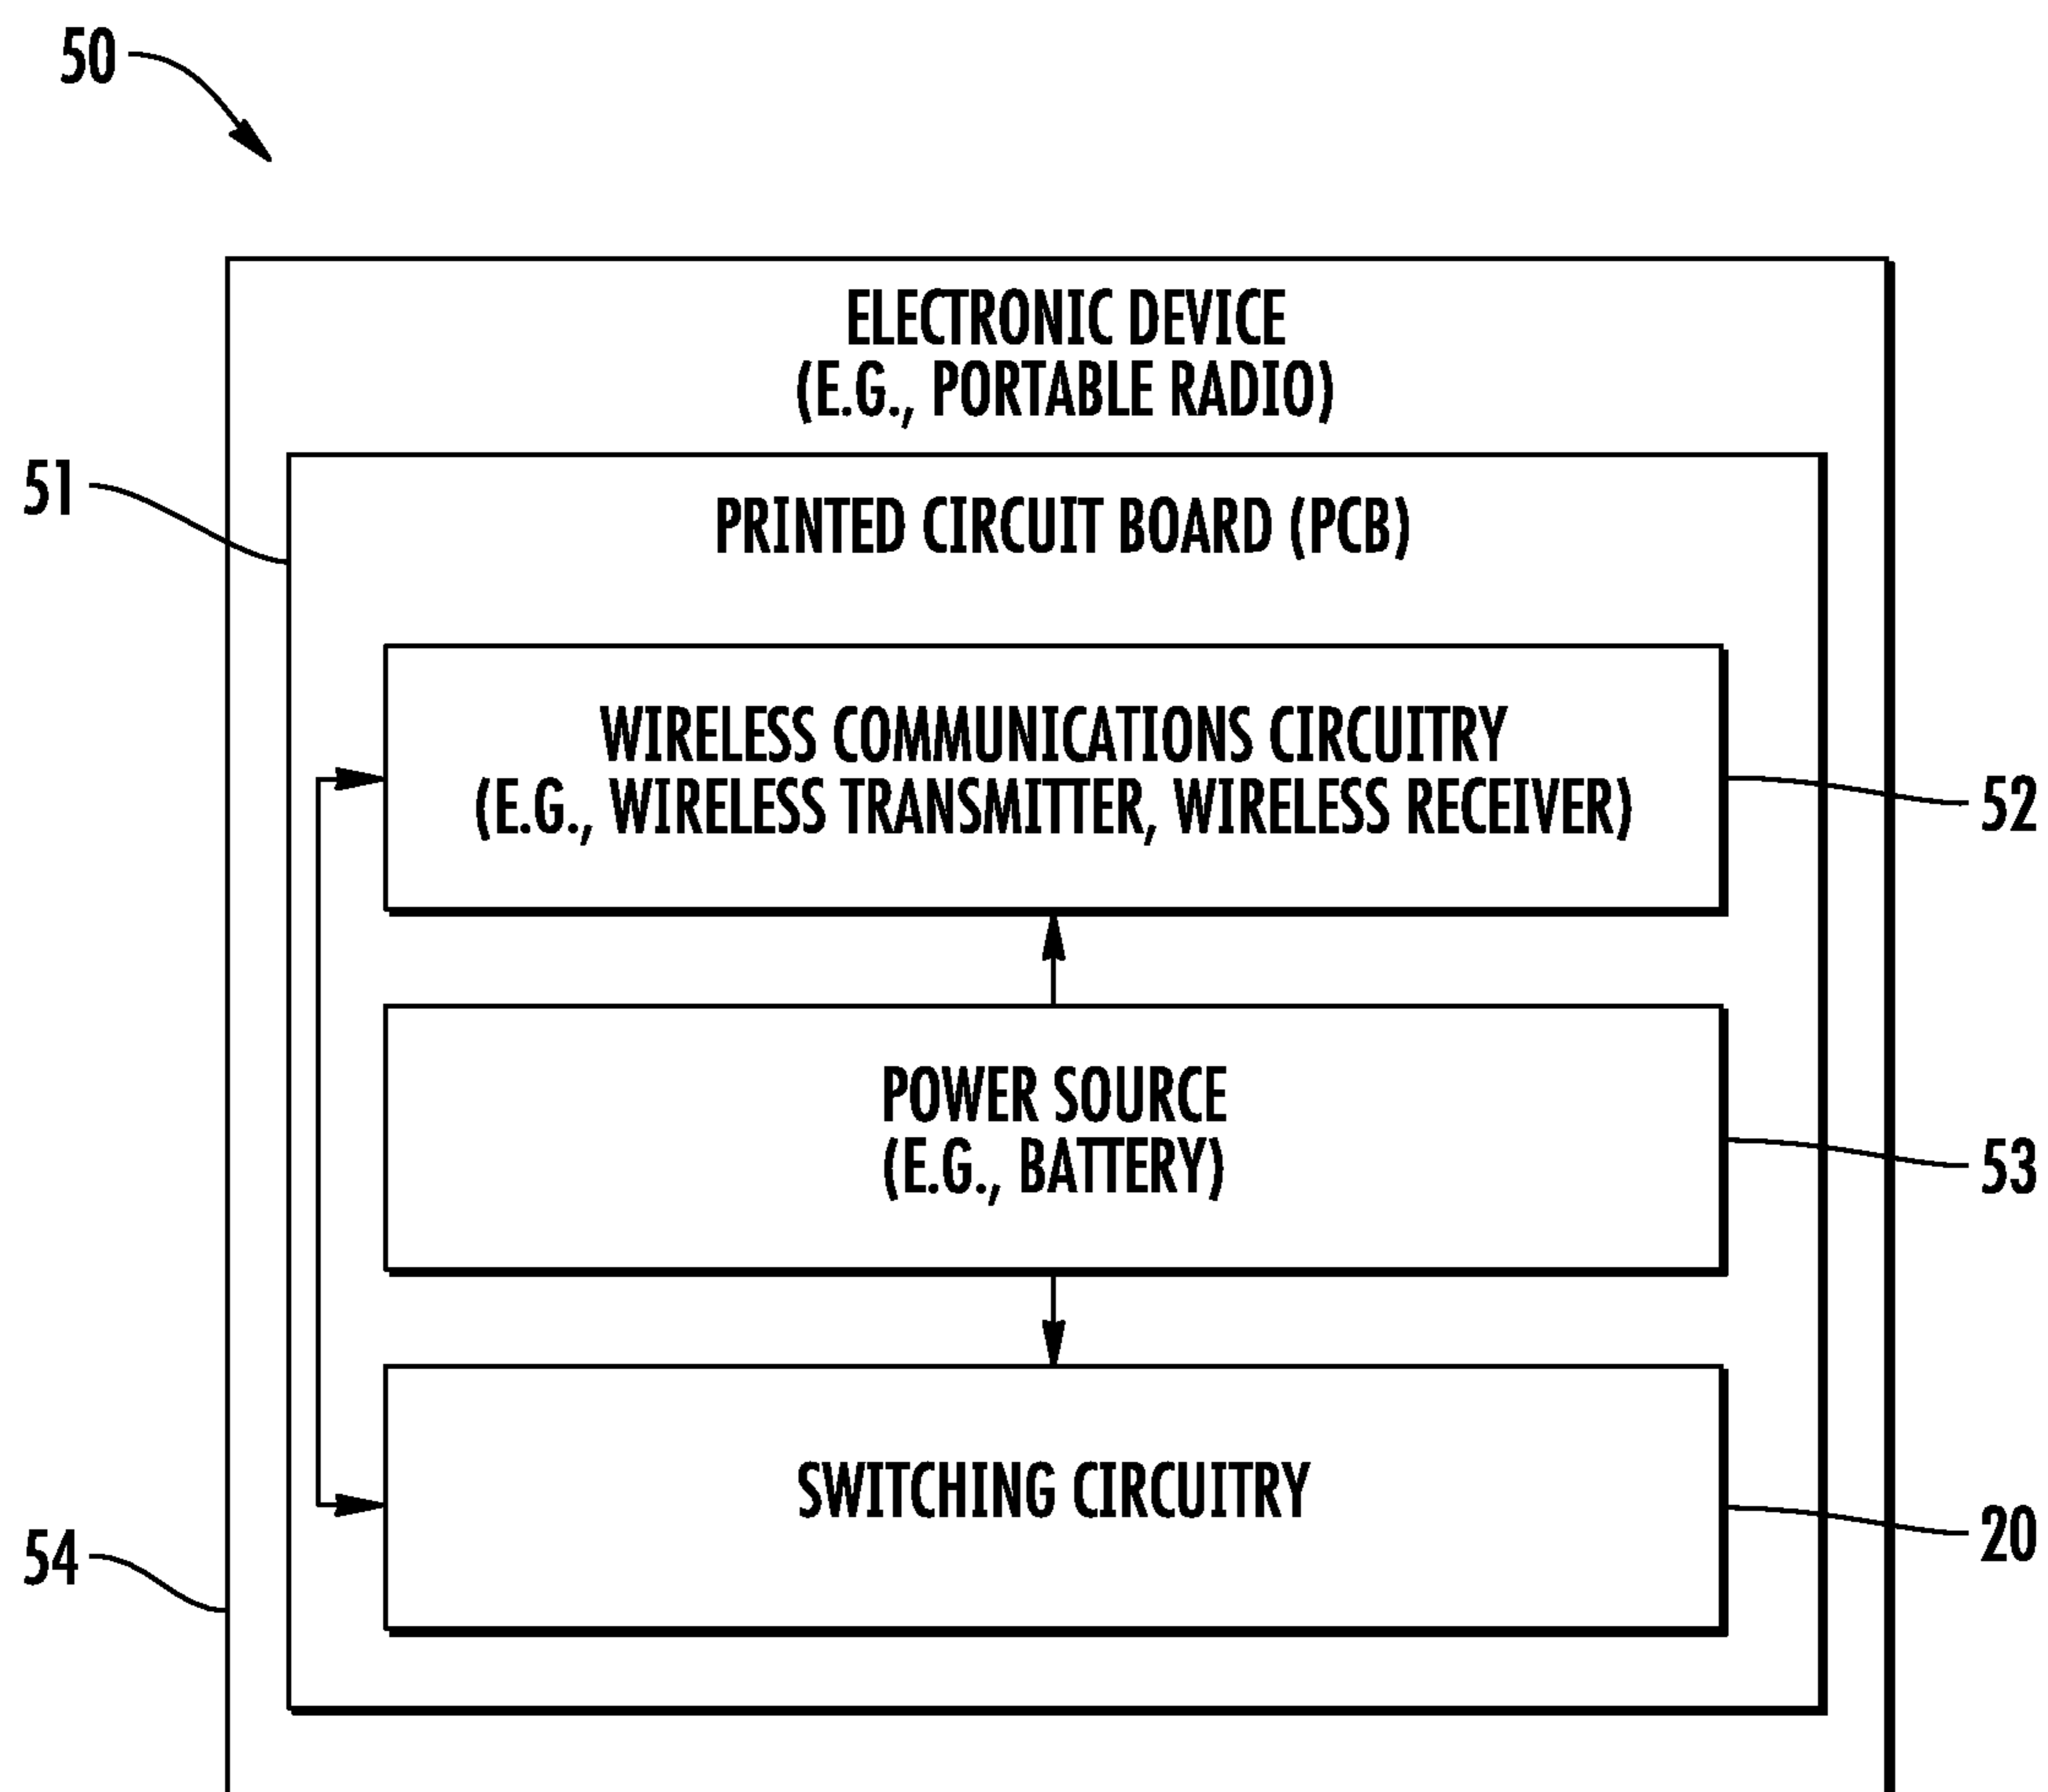 50
ELECTRONIC DEVICE
(E.G., PORTABLE RADIO)
51
PRINTED CIRCUIT BOARD (PCB)
WIRELESS COMMUNICATIONS CIRCUITRY
(E.G., WIRELESS TRANSMITTER, WIRELESS RECEIVER)
52
POWER SOURCE
(E.G., BATTERY)
53
SWITCHING CIRCUITRY
20
54